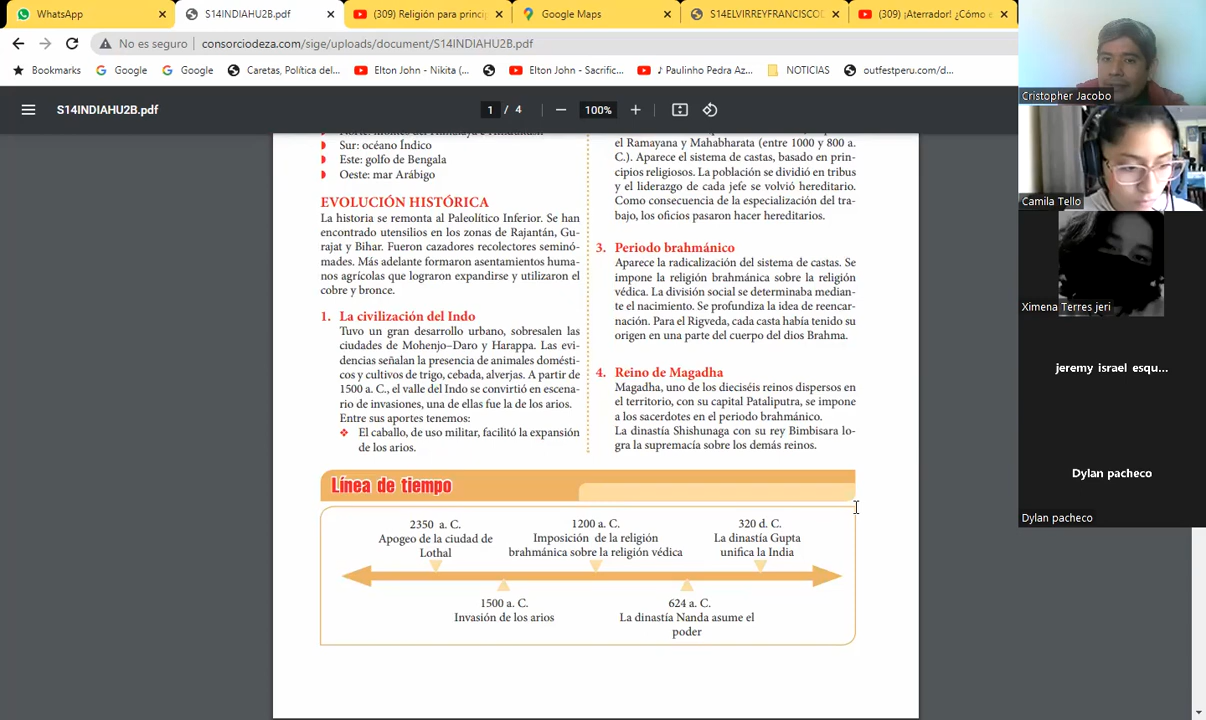 WhatsApp
S14INDIAHU2B.pdf
(309) Religión para princi
Google Maps
S14ELVIRREYFRANCISCO
(309) ¡Aterrador! ¿Cómo e
No es seguro
consorciodeza.com/sige/uploads/document/S14INDIAHU2B.pdf
Bookmarks
Google
Google
Caretas, Política del...
Elton John - Nikita (...
Elton John - Sacrific...
♪ Paulinho Pedra Az...
NOTICIAS
outfestperu.com/d...
S14INDIAHU2B.pdf
1 / 4
100%
Sur: océano Índico
Este: golfo de Bengala
Oeste: mar Arábigo
EVOLUCIÓN HISTÓRICA
La historia se remonta al Paleolítico Inferior. Se han
encontrado utensilios en los zonas de Rajantán, Gu-
rajat y Bihar. Fueron cazadores recolectores seminó-
mades. Más adelante formaron asentamientos huma-
nos agrícolas que lograron expandirse y utilizaron el
cobre y bronce.
1. La civilización del Indo
Tuvo un gran desarrollo urbano, sobresalen las
ciudades de Mohenjo–Daro y Harappa. Las evi-
dencias señalan la presencia de animales domésti-
cos y cultivos de trigo, cebada, alverjas. A partir de
1500 a. C., el valle del Indo se convirtió en escena-
rio de invasiones, una de ellas fue la de los arios.
Entre sus aportes tenemos:
❖ El caballo, de uso militar, facilitó la expansión
de los arios.
el Ramayana y Mahabharata (entre 1000 y 800 a.
C.). Aparece el sistema de castas, basado en prin-
cipios religiosos. La población se dividió en tribus
y el liderazgo de cada jefe se volvió hereditario.
Como consecuencia de la especialización del tra-
bajo, los oficios pasaron hacer hereditarios.
3. Periodo brahmánico
Aparece la radicalización del sistema de castas. Se
impone la religión brahmánica sobre la religión
védica. La división social se determinaba median-
te el nacimiento. Se profundiza la idea de reencar-
nación. Para el Rigveda, cada casta había tenido su
origen en una parte del cuerpo del dios Brahma.
4. Reino de Magadha
Magadha, uno de los dieciséis reinos dispersos en
el territorio, con su capital Pataliputra, se impone
a los sacerdotes en el periodo brahmánico.
La dinastía Shishunaga con su rey Bimbisara lo-
gra la supremacía sobre los demás reinos.
Línea de tiempo
2350 a. C.
Apogeo de la ciudad de
Lothal
1200 a. C.
Imposición de la religión
brahmánica sobre la religión védica
320 d. C.
La dinastía Gupta
unifica la India
1500 a. C.
Invasión de los arios
624 a. C.
La dinastía Nanda asume el
poder
Cristopher Jacobo
Camila Tello
Ximena Terres jeri
jeremy israel esqu...
Dylan pacheco
Dylan pacheco